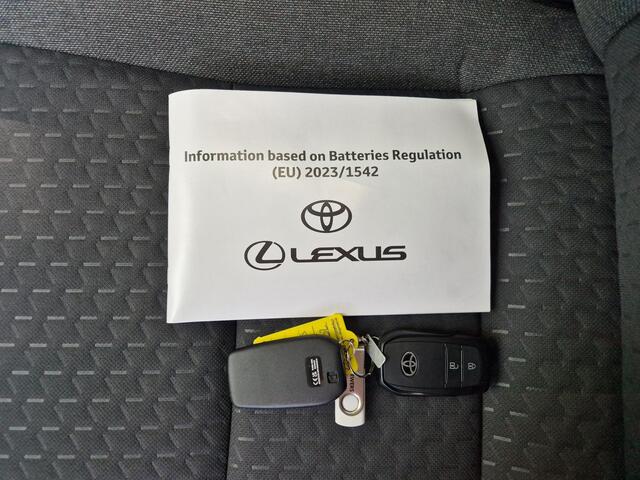 Information based on Batteries Regulation
(EU) 2023/1542
LEXUS